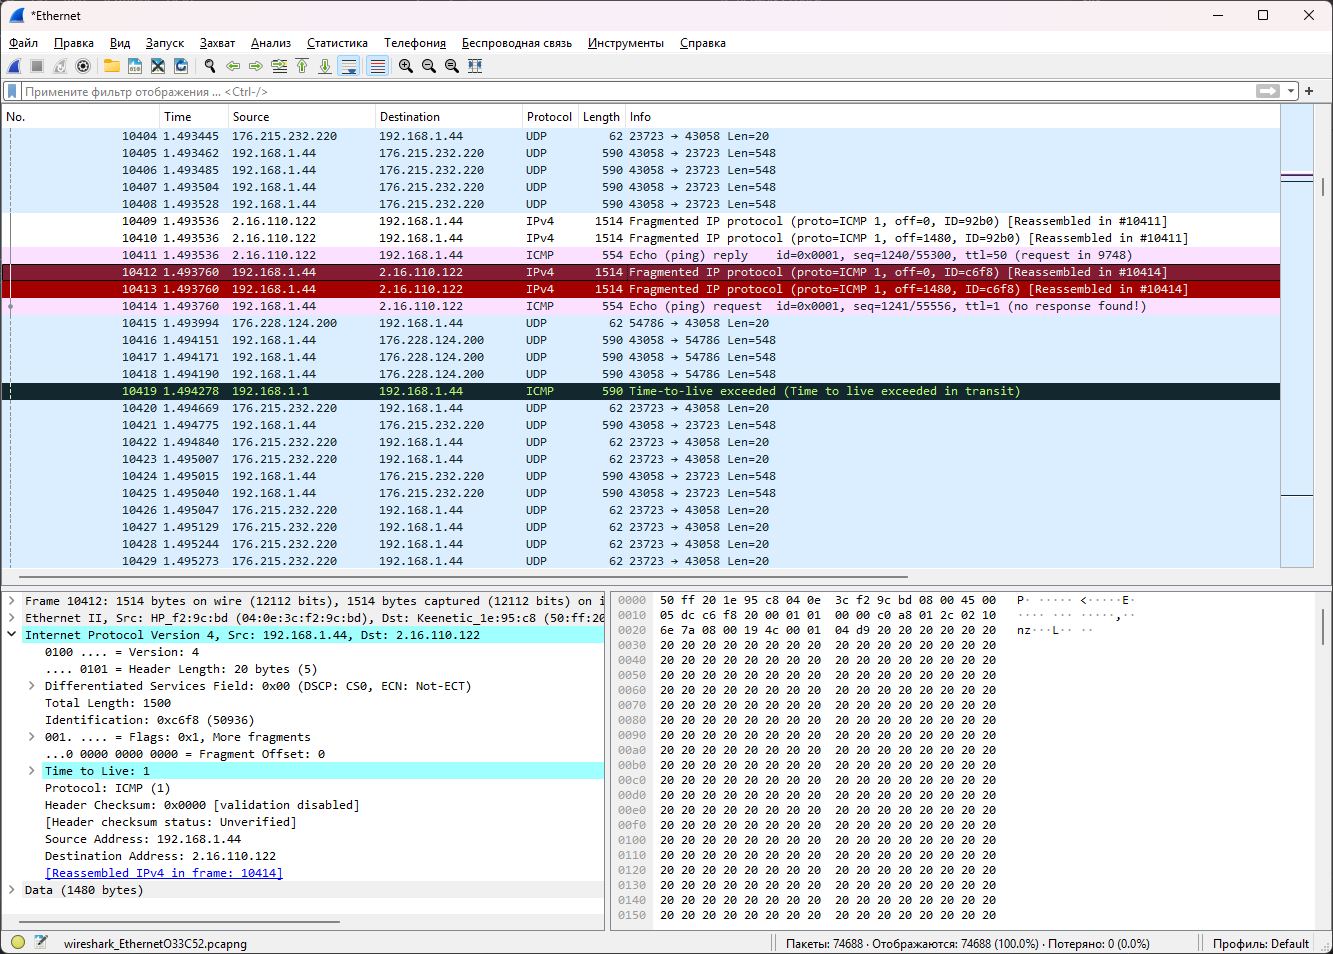 *Ethernet
Файл Правка Вид Запуск Захват Анализ Статистика Телефония Беспроводная связь Инструменты Справка
Примените фильтр отображения ... <Ctrl-/>
No. Time Source Destination Protocol Length Info
10404 1.493445 176.215.232.220 192.168.1.44 UDP 62 23723 → 43058 Len=20
10405 1.493462 192.168.1.44 176.215.232.220 UDP 590 43058 → 23723 Len=548
10406 1.493485 192.168.1.44 176.215.232.220 UDP 590 43058 → 23723 Len=548
10407 1.493504 192.168.1.44 176.215.232.220 UDP 590 43058 → 23723 Len=548
10408 1.493528 192.168.1.44 176.215.232.220 UDP 590 43058 → 23723 Len=548
10409 1.493536 2.16.110.122 192.168.1.44 IPv4 1514 Fragmented IP protocol (proto=ICMP 1, off=0, ID=92b0) [Reassembled in #10411]
10410 1.493536 2.16.110.122 192.168.1.44 IPv4 1514 Fragmented IP protocol (proto=ICMP 1, off=1480, ID=92b0) [Reassembled in #10411]
10411 1.493536 2.16.110.122 192.168.1.44 ICMP 554 Echo (ping) reply id=0x0001, seq=1240/55300, ttl=50 (request in 9748)
10412 1.493760 192.168.1.44 2.16.110.122 IPv4 1514 Fragmented IP protocol (proto=ICMP 1, off=0, ID=c6f8) [Reassembled in #10414]
10413 1.493760 192.168.1.44 2.16.110.122 IPv4 1514 Fragmented IP protocol (proto=ICMP 1, off=1480, ID=c6f8) [Reassembled in #10414]
10414 1.493760 192.168.1.44 2.16.110.122 ICMP 554 Echo (ping) request id=0x0001, seq=1241/55556, ttl=1 (no response found!)
10415 1.493994 176.228.124.200 192.168.1.44 UDP 62 54786 → 43058 Len=20
10416 1.494151 192.168.1.44 176.228.124.200 UDP 590 43058 → 54786 Len=548
10417 1.494171 192.168.1.44 176.228.124.200 UDP 590 43058 → 54786 Len=548
10418 1.494190 192.168.1.44 176.228.124.200 UDP 590 43058 → 54786 Len=548
10419 1.494278 192.168.1.1 192.168.1.44 ICMP 590 Time-to-live exceeded (Time to live exceeded in transit)
10420 1.494669 176.215.232.220 192.168.1.44 UDP 62 23723 → 43058 Len=20
10421 1.494775 192.168.1.44 176.215.232.220 UDP 590 43058 → 23723 Len=548
10422 1.494840 176.215.232.220 192.168.1.44 UDP 62 23723 → 43058 Len=20
10423 1.495007 176.215.232.220 192.168.1.44 UDP 62 23723 → 43058 Len=20
10424 1.495015 192.168.1.44 176.215.232.220 UDP 590 43058 → 23723 Len=548
10425 1.495040 192.168.1.44 176.215.232.220 UDP 590 43058 → 23723 Len=548
10426 1.495047 176.215.232.220 192.168.1.44 UDP 62 23723 → 43058 Len=20
10427 1.495129 176.215.232.220 192.168.1.44 UDP 62 23723 → 43058 Len=20
10428 1.495244 176.215.232.220 192.168.1.44 UDP 62 23723 → 43058 Len=20
10429 1.495273 176.215.232.220 192.168.1.44 UDP 62 23723 → 43058 Len=20
Frame 10412: 1514 bytes on wire (12112 bits), 1514 bytes captured (12112 bits) on i
Ethernet II, Src: HP_f2:9c:bd (04:0e:3c:f2:9c:bd), Dst: Keenetic_1e:95:c8 (50:ff:20
Internet Protocol Version 4, Src: 192.168.1.44, Dst: 2.16.110.122
0100 .... = Version: 4
.... 0101 = Header Length: 20 bytes (5)
Differentiated Services Field: 0x00 (DSCP: CS0, ECN: Not-ECT)
Total Length: 1500
Identification: 0xc6f8 (50936)
001. .... = Flags: 0x1, More fragments
...0 0000 0000 0000 = Fragment Offset: 0
Time to Live: 1
Protocol: ICMP (1)
Header Checksum: 0x0000 [validation disabled]
[Header checksum status: Unverified]
Source Address: 192.168.1.44
Destination Address: 2.16.110.122
[Reassembled IPv4 in frame: 10414]
Data (1480 bytes)
0000 50 ff 20 1e 95 c8 04 0e 3c f2 9c bd 08 00 45 00 P· ····· <·····E·
0010 05 dc c6 f8 20 00 01 01 00 00 c0 a8 01 2c 02 10 ···· ··· ·····,··
0020 6e 7a 08 00 19 4c 00 01 04 d9 20 20 20 20 20 20 nz···L·· ··
0030 20 20 20 20 20 20 20 20 20 20 20 20 20 20 20 20
0040 20 20 20 20 20 20 20 20 20 20 20 20 20 20 20 20
0050 20 20 20 20 20 20 20 20 20 20 20 20 20 20 20 20
0060 20 20 20 20 20 20 20 20 20 20 20 20 20 20 20 20
0070 20 20 20 20 20 20 20 20 20 20 20 20 20 20 20 20
0080 20 20 20 20 20 20 20 20 20 20 20 20 20 20 20 20
0090 20 20 20 20 20 20 20 20 20 20 20 20 20 20 20 20
00a0 20 20 20 20 20 20 20 20 20 20 20 20 20 20 20 20
00b0 20 20 20 20 20 20 20 20 20 20 20 20 20 20 20 20
00c0 20 20 20 20 20 20 20 20 20 20 20 20 20 20 20 20
00d0 20 20 20 20 20 20 20 20 20 20 20 20 20 20 20 20
00e0 20 20 20 20 20 20 20 20 20 20 20 20 20 20 20 20
00f0 20 20 20 20 20 20 20 20 20 20 20 20 20 20 20 20
0100 20 20 20 20 20 20 20 20 20 20 20 20 20 20 20 20
0110 20 20 20 20 20 20 20 20 20 20 20 20 20 20 20 20
0120 20 20 20 20 20 20 20 20 20 20 20 20 20 20 20 20
0130 20 20 20 20 20 20 20 20 20 20 20 20 20 20 20 20
0140 20 20 20 20 20 20 20 20 20 20 20 20 20 20 20 20
0150 20 20 20 20 20 20 20 20 20 20 20 20 20 20 20 20
wireshark_EthernetO33C52.pcapng
Пакеты: 74688 · Отображаются: 74688 (100.0%) · Потеряно: 0 (0.0%)
Профиль: Default